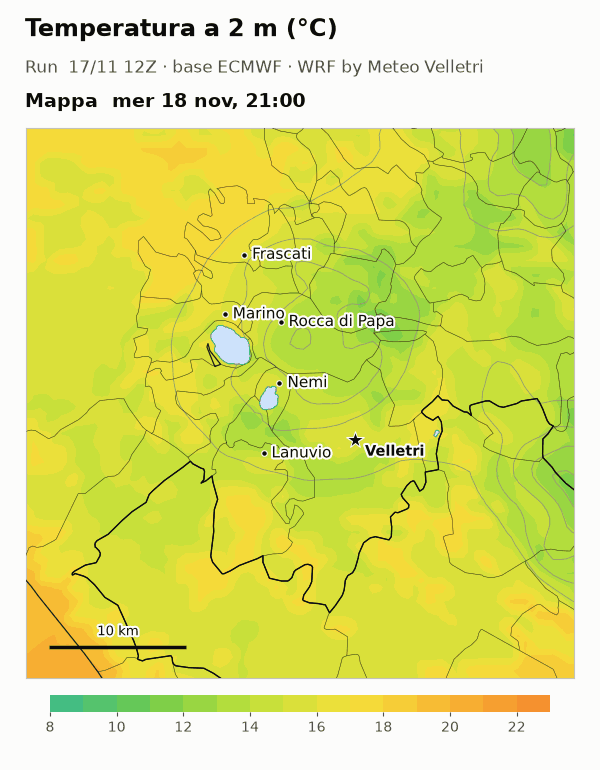 Temperatura a 2 m (°C)
Run  17/11 12Z · base ECMWF · WRF by Meteo Velletri
Mappa  mer 18 nov, 21:00
Frascati
Marino
Rocca di Papa
Nemi
Velletri
Lanuvio
10 km
8 10 12 14 16 18 20 22